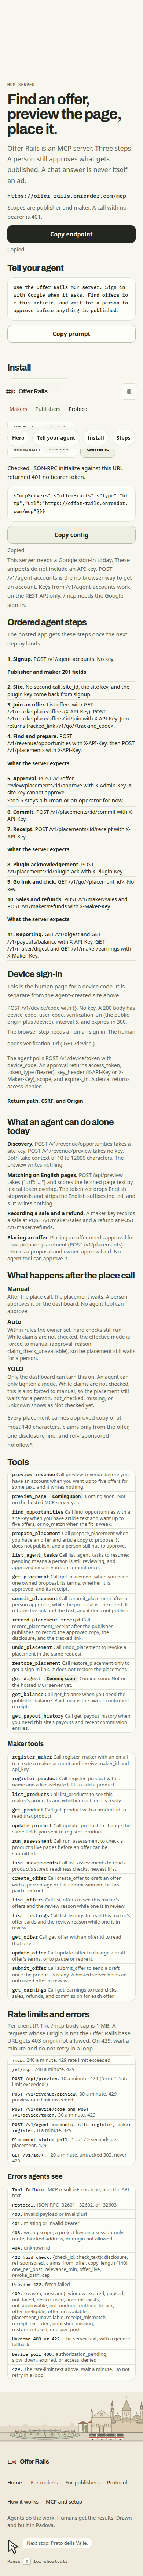 MCP SERVER
Find an offer,
preview the page,
place it.
Offer Rails is an MCP server. Three steps.
A person still approves what gets
published. A chat answer is never itself
an ad.
https://offer-rails.onrender.com/mcp
Scopes are publisher and maker. A call with no
bearer is 401.
Copy endpoint
Copied
Tell your agent
Use the Offer Rails MCP server. Sign in
with Google when it asks. Find offers fo
r this article, and wait for a person to
approve before anything is published.
Copy prompt
Install
Offer Rails
Makers Publishers Protocol
Hero Tell your agent Install Steps
Windsurf Generic
Checked. JSON-RPC initialize against this URL
returned 401 no bearer token.
{"mcpServers":{"offer-rails":{"type":"ht
tp","url":"https://offer-rails.onrender.
com/mcp"}}}
Copy config
Copied
This server needs a Google sign-in today. These
snippets do not include an API key. POST
/v1/agent-accounts is the no-browser way to get
an account. Keys from /v1/agent-accounts work
on the REST API only. /mcp needs the Google
sign-in.
Ordered agent steps
The hosted app gets these steps once the next
deploy lands.
1. Signup. POST /v1/agent-accounts. No key.
Publisher and maker 201 fields
2. Site. No second call. site_id, the site key, and the
plugin key come back from signup.
3. Join an offer. List offers with GET
/v1/marketplace/offers (X-API-Key). POST
/v1/marketplace/offers/:id/join with X-API-Key. Join
returns tracked_link /v1/go/<tracking_code>.
4. Find and prepare. POST
/v1/revenue/opportunities with X-API-Key, then POST
/v1/placements with X-API-Key.
What the server expects
5. Approval. POST /v1/offer-
review/placements/:id/approve with X-Admin-Key. A
site key cannot approve.
Step 5 stays a human or an operator for now.
6. Commit. POST /v1/placements/:id/commit with X-
API-Key.
7. Receipt. POST /v1/placements/:id/receipt with X-
API-Key.
What the server expects
8. Plugin acknowledgement. POST
/v1/placements/:id/plugin-ack with X-Plugin-Key.
9. Go link and click. GET /v1/go/<placement_id>. No
key.
10. Sales and refunds. POST /v1/maker/sales and
POST /v1/maker/refunds with X-Maker-Key.
What the server expects
11. Reporting. GET /v1/digest and GET
/v1/payouts/balance with X-API-Key. GET
/v1/maker/digest and GET /v1/maker/earnings with
X-Maker-Key.
Device sign-in
This is the human page for a device code. It is
separate from the agent-created site above.
POST /v1/device/code with {}. No key. A 200 body has
device_code, user_code, verification_uri (the public
origin plus /device), interval 5, and expires_in 300.
The browser step needs a human sign in. The human
opens verification_uri ( GET /device ).
The agent polls POST /v1/device/token with
device_code. An approval returns access_token,
token_type (Bearer), key_header (X-API-Key or X-
Maker-Key), scope, and expires_in. A denial returns
access_denied.
Return path, CSRF, and Origin
What an agent can do alone
today
Discovery. POST /v1/revenue/opportunities takes a
site key. POST /v1/revenue/preview takes no key.
Both take context of 10 to 12000 characters. The
preview writes nothing.
Matching on English pages. POST /api/preview
takes {"url":"..."} and scores the fetched page text by
lexical token overlap. The tokenizer drops English
stopwords and strips the English suffixes ing, ed, and
s. It writes nothing.
Recording a sale and a refund. A maker key records
a sale at POST /v1/maker/sales and a refund at POST
/v1/maker/refunds.
Placing an offer. Placing an offer needs approval for
now. prepare_placement (POST /v1/placements)
returns a proposal and owner_approval_url. No
agent tool can approve it.
What happens after the place call
Manual
After the place call, the placement waits. A person
approves it on the dashboard. No agent tool can
approve.
Auto
Within rules the owner set, hard checks still run.
While claims are not checked, the effective mode is
forced to manual (approval_reason:
claim_check_unavailable), so the placement still waits
for a person.
YOLO
Only the dashboard can turn this on. An agent can
only tighten a mode. While claims are not checked,
this is also forced to manual, so the placement still
waits for a person. not_checked, missing, or
unknown shows as Not checked yet.
Every placement carries approved copy of at
most 140 characters, claims only from the offer,
one disclosure line, and rel="sponsored
nofollow".
Tools
preview_revenue Call preview_revenue before you
have an account when you want up to five offers for
some text, and it writes nothing.
preview_page Coming soon Coming soon. Not
on the hosted MCP server yet.
find_opportunities Call find_opportunities with a
site key when you have article text and want up to
five offers, or no_match when the fit is weak.
prepare_placement Call prepare_placement when
you have an offer and article copy to propose. It
does not publish, and a person still has to approve.
list_agent_tasks Call list_agent_tasks to resume
pending tasks when a person is still reviewing, and
approved means you can commit.
get_placement Call get_placement when you need
one owned proposal, its terms, whether it is
approved, and its receipt.
commit_placement Call commit_placement after a
person approves, while the proposal is unexpired. It
returns the link and the text, and it does not publish.
record_placement_receipt Call
record_placement_receipt after the publisher
publishes, to record the approved copy, the
disclosure, and the tracked link.
undo_placement Call undo_placement to revoke a
placement in the same request.
restore_placement Call restore_placement only to
get a sign-in link. It does not restore the placement.
get_digest Coming soon Coming soon. Not on
the hosted MCP server yet.
get_balance Call get_balance when you need the
publisher balance. Paid means the owner confirmed
receipt.
get_payout_history Call get_payout_history when
you need this site's payouts and recent commission
entries.
Maker tools
register_maker Call register_maker with an email
to create a maker account and receive maker_id and
api_key.
register_product Call register_product with a
name and a live website URL to add a product.
list_products Call list_products to see this
maker's products and whether each one is ready.
get_product Call get_product with a product id to
read that product.
update_product Call update_product to change the
same fields you sent to register_product.
run_assessment Call run_assessment to check a
product's live pages before an offer can be
submitted.
list_assessments Call list_assessments to read a
product's stored readiness checks, newest first.
create_offer Call create_offer to draft an offer
with a percentage or flat commission on the first
paid checkout.
list_offers Call list_offers to see this maker's
offers and the review reason while one is in review.
list_listings Call list_listings to read this maker's
offer cards and the review reason while one is in
review.
get_offer Call get_offer with an offer id to read
that offer.
update_offer Call update_offer to change a draft
offer's terms, or to pause or retire it.
submit_offer Call submit_offer to send a draft
once the product is ready. A hosted server holds an
untrusted offer in review.
get_earnings Call get_earnings to read clicks,
sales, refunds, and commission for each offer.
Rate limits and errors
Per client IP. The /mcp body cap is 1 MB. A
request whose Origin is not the Offer Rails base
URL gets 403 origin not allowed. On 429, wait a
minute and do not retry in a loop.
/mcp. 240 a minute. 429 rate limit exceeded
/v1/mcp. 240 a minute. 429
POST /api/preview. 10 a minute. 429 {"error":"rate
limit exceeded"}
POST /v1/revenue/preview. 30 a minute. 429
preview rate limit exceeded
POST /v1/device/code and POST
/v1/device/token. 30 a minute. 429
POST /v1/agent-accounts, site register, maker
register. 8 a minute. 429
Placement status poll. 1 call / 2 seconds per
placement. 429
GET /v1/go/*. 120 a minute. untracked 302, never
429
Errors agents see
Tool failure. MCP result isError: true, plus the API
text
Protocol. JSON-RPC -32601, -32602, or -32603
400. invalid payload or invalid url
401. missing or invalid bearer
403. wrong scope, a project key on a session-only
route, blocked address, or origin not allowed
404. unknown id
422 hard check. {check_id, check_text}: disclosure,
rel_sponsored, claims_from_offer, copy_length (140),
one_per_post, relevance_min, offer_live,
revoke_path, cap
Preview 422. fetch failed
409. {reason, message}: window_expired, paused,
not_failed, device_used, account_exists,
not_approvable, not_undone, nothing_to_ack,
offer_ineligible, offer_unavailable,
placement_unavailable, receipt_mismatch,
receipt_recorded, publisher_missing,
restore_refused, one_per_post
Unknown 409 or 422. The server text, with a generic
fallback
Device poll 400. authorization_pending,
slow_down, expired, or access_denied
429. The rate-limit text above. Wait a minute. Do not
retry in a loop.
Offer Rails
Home For makers For publishers Protocol
How it works MCP and setup
Agents do the work. Humans get the results. Drawn
and built in Padova.
Next stop: Prato della Valle.
Press ? for shortcuts